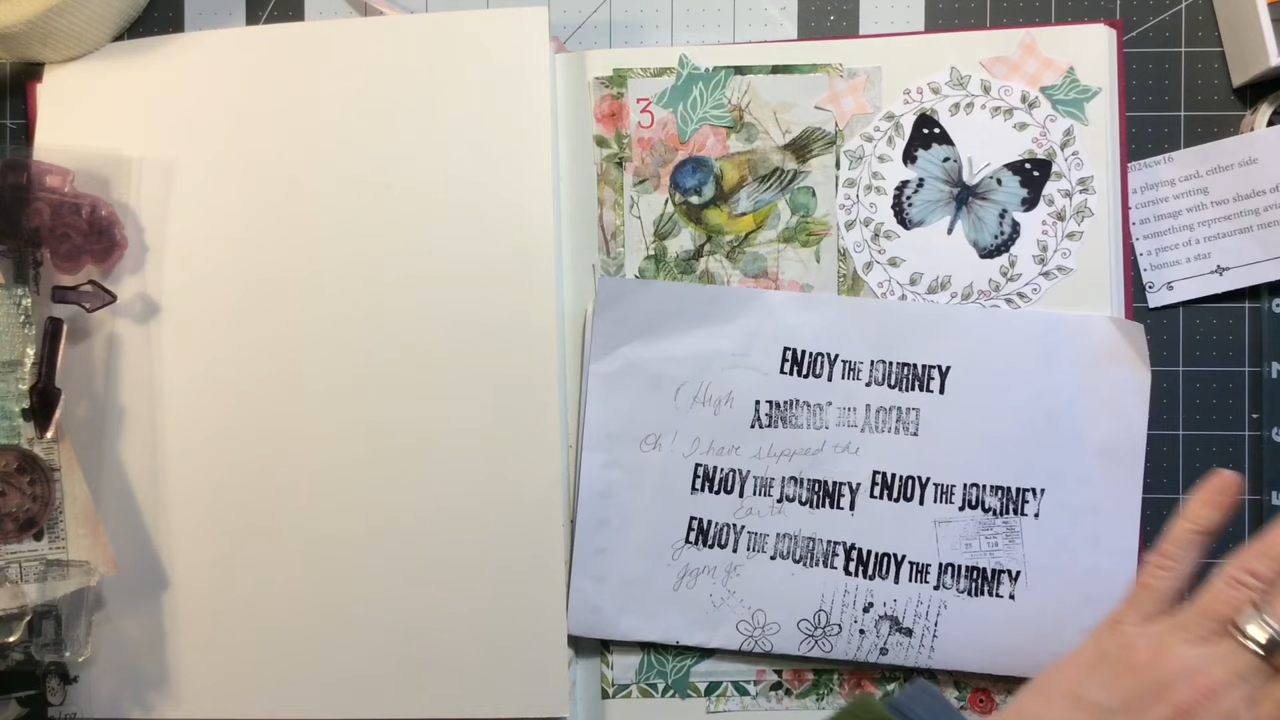 3
2024cw16
• a playing card, either side
• cursive writing
• an image with two shades of
• something representing
• a piece of a restaurant
• bonus: a star
ENJOY THE JOURNEY
High
ENJOY THE JOURNEY
Oh! I have slipped the
ENJOY THE JOURNEY ENJOY THE JOURNEY
Earth
ENJOY THE JOURNEY ENJOY THE JOURNEY